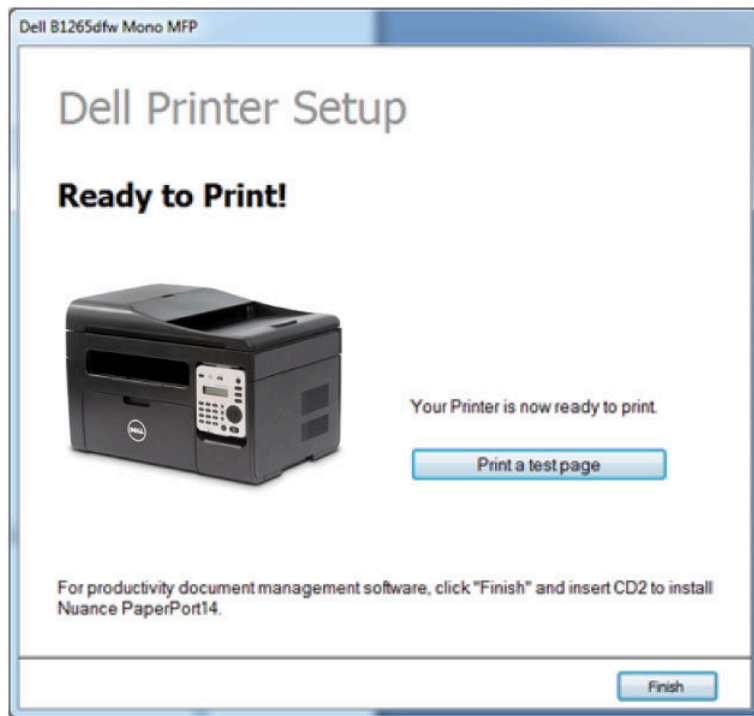 Dell B1265dfw Mono MFP
Dell Printer Setup
Ready to Print!
DELL
Your Printer is now ready to print.
Print a test page
For productivity document management software, click "Finish" and insert CD2 to install
Nuance PaperPort14.
Finish